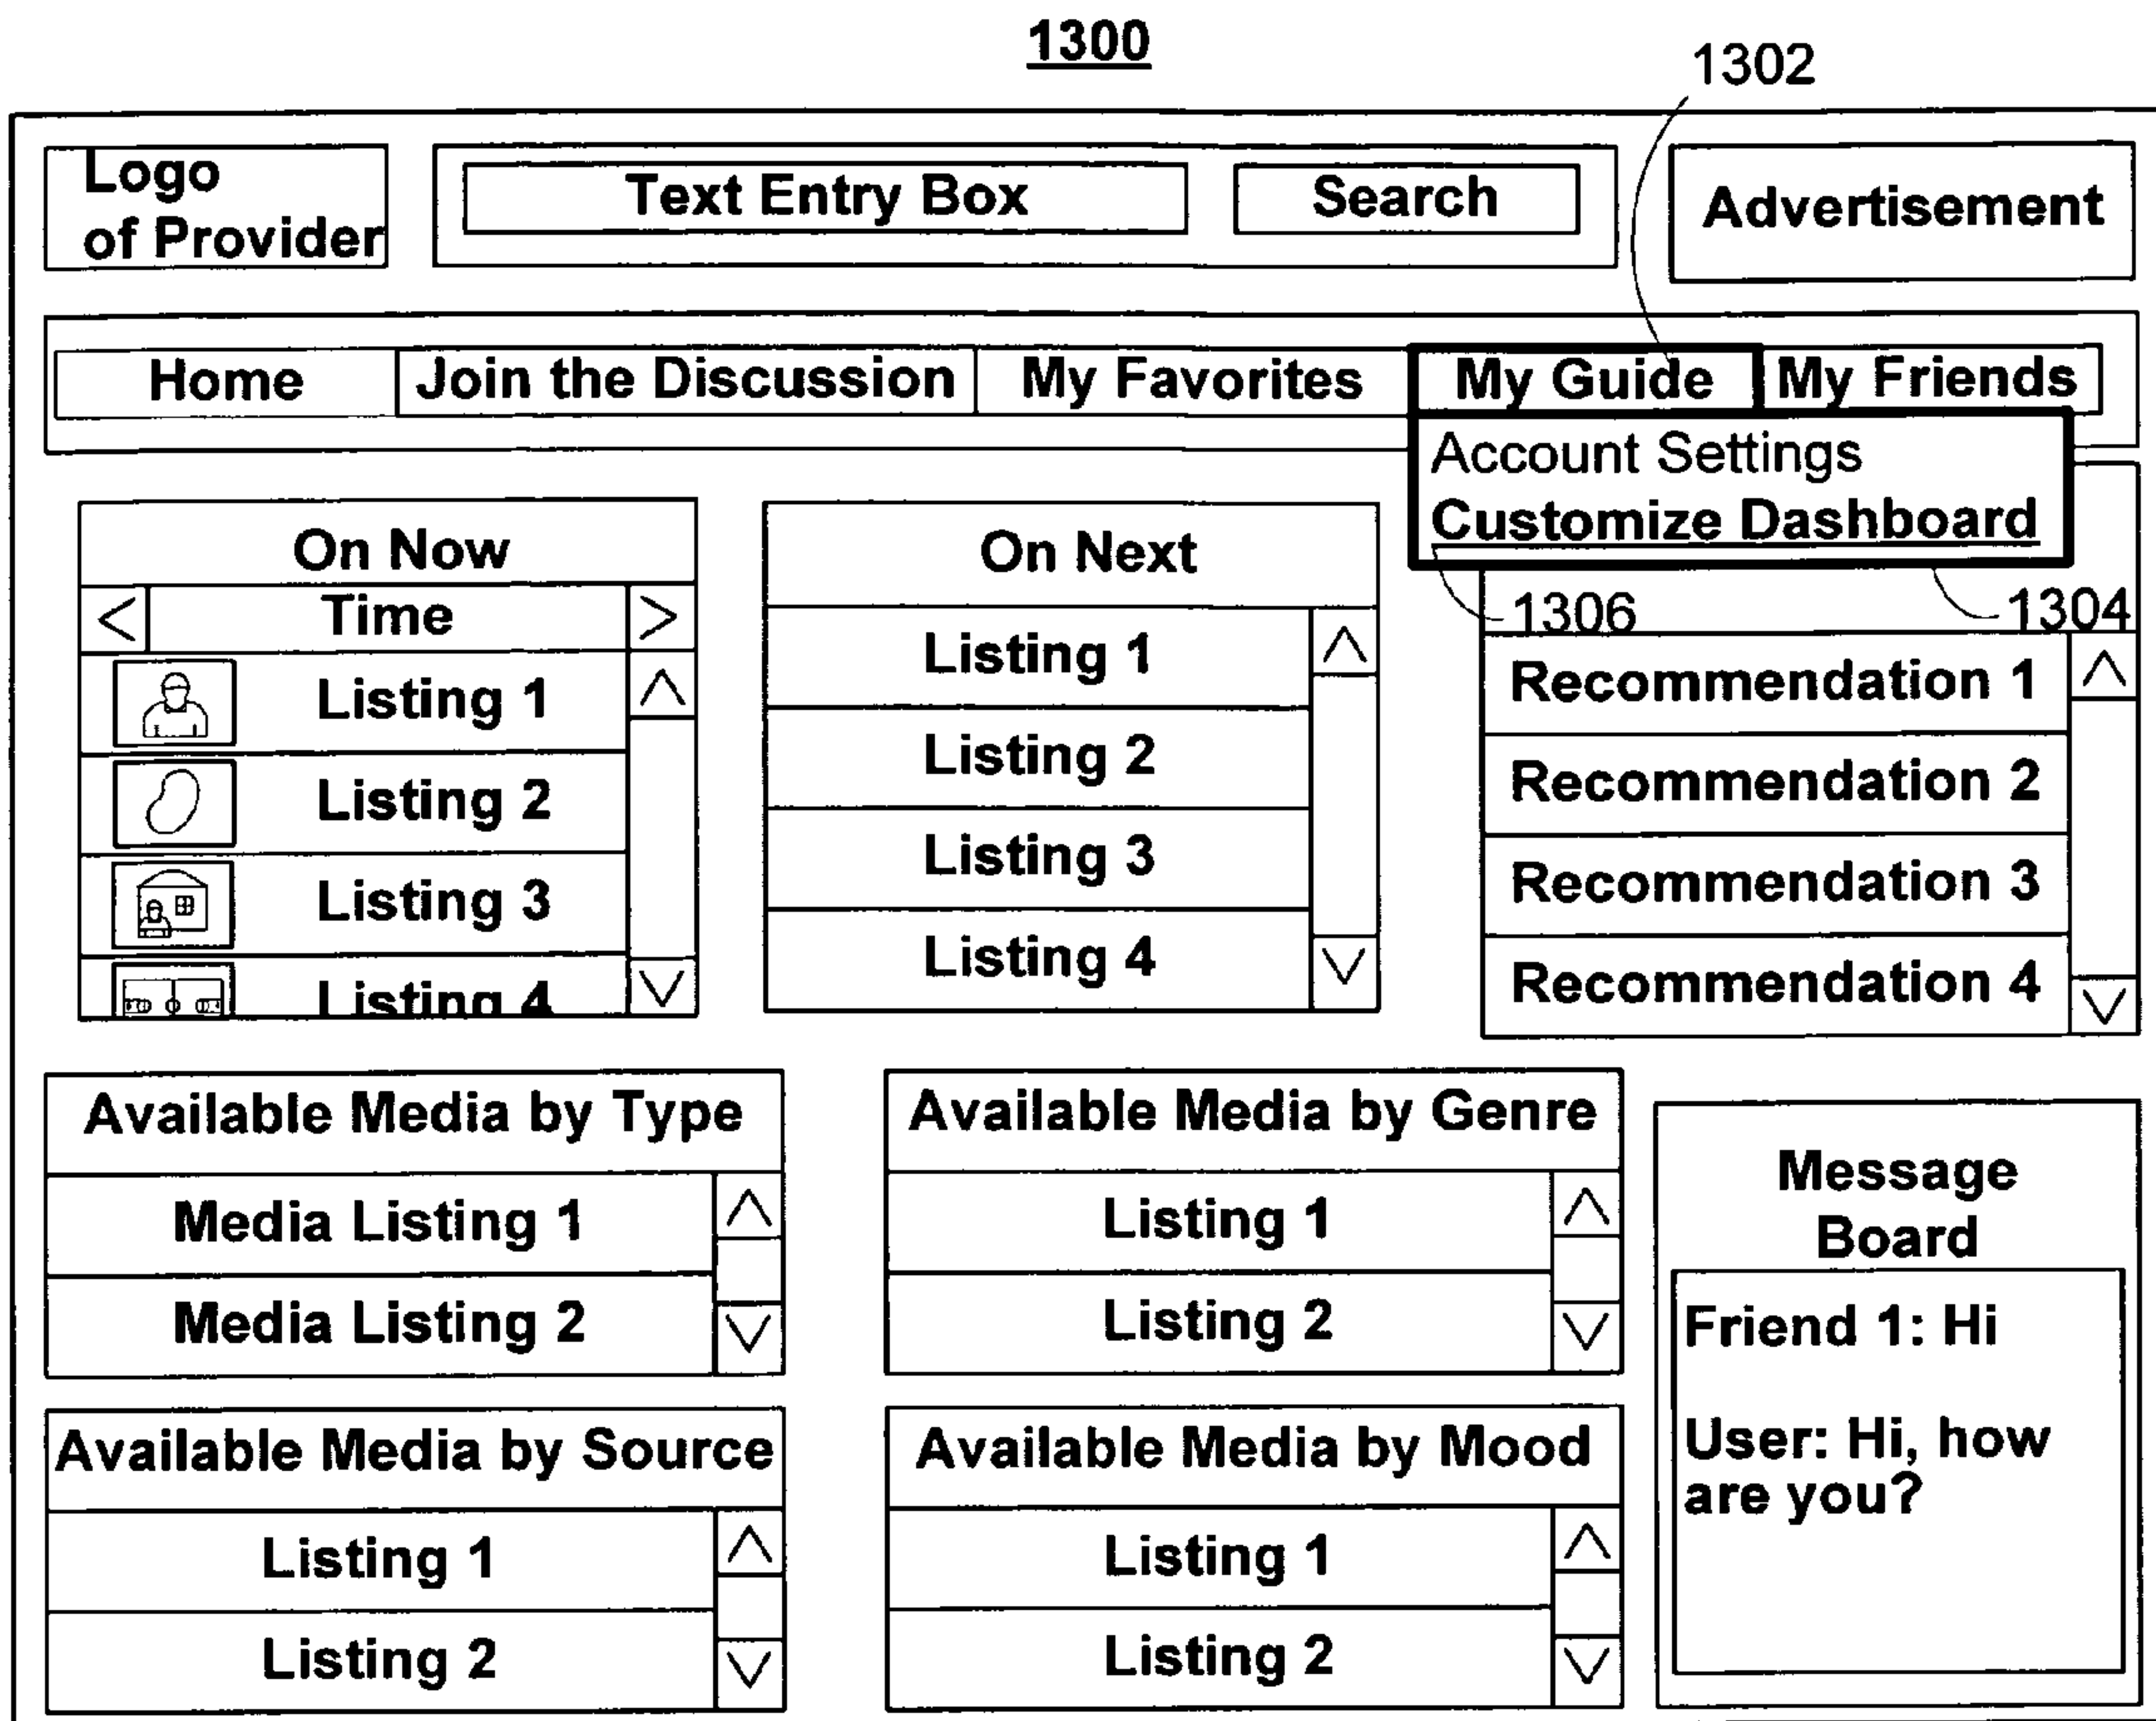 1300
1302
Logo
of Provider
Text Entry Box
Search
Advertisement
Home
Join the Discussion
My Favorites
My Guide
My Friends
Account Settings
Customize Dashboard
1306
1304
On Now
< Time >
Listing 1
Listing 2
Listing 3
Listing 4
On Next
Listing 1
Listing 2
Listing 3
Listing 4
Recommendation 1
Recommendation 2
Recommendation 3
Recommendation 4
Available Media by Type
Media Listing 1
Media Listing 2
Available Media by Genre
Listing 1
Listing 2
Message
Board
Friend 1: Hi
User: Hi, how
are you?
Available Media by Source
Listing 1
Listing 2
Available Media by Mood
Listing 1
Listing 2